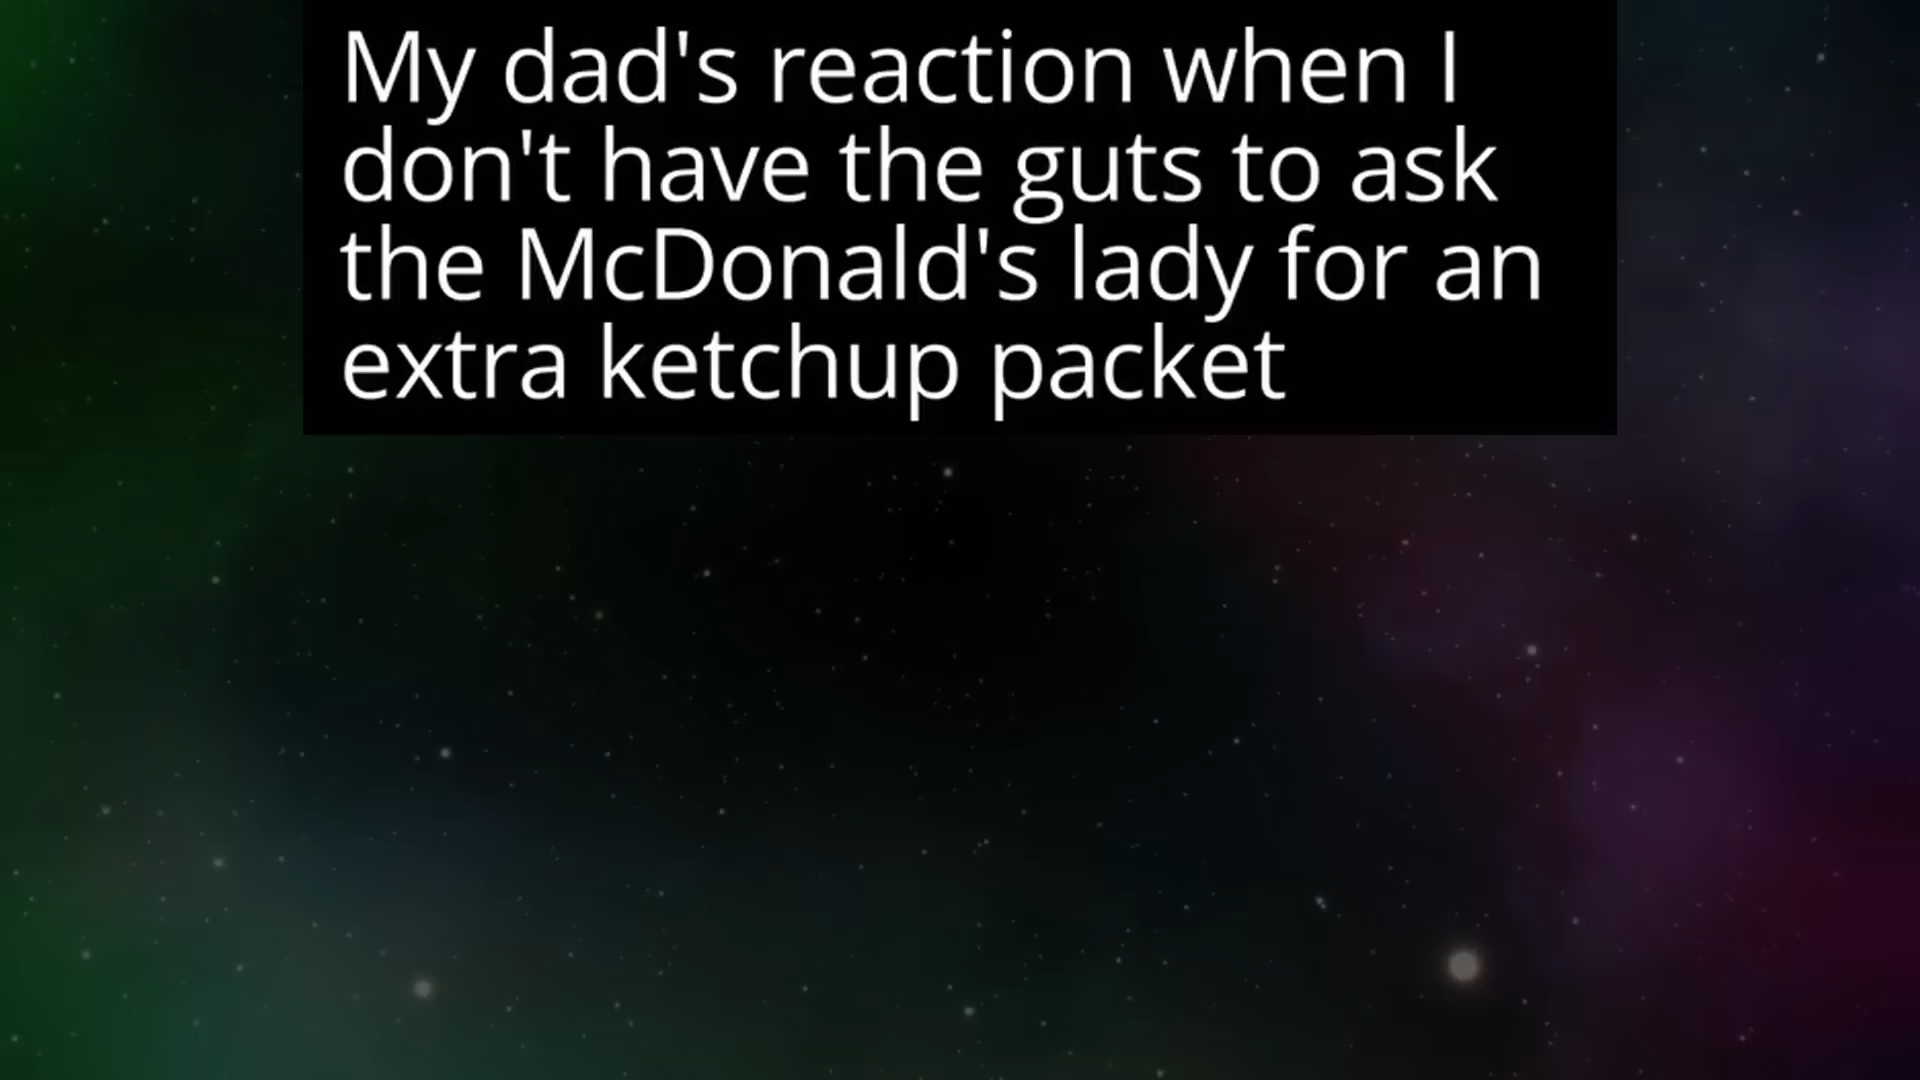 My dad's reaction when I
don't have the guts to ask
the McDonald's lady for an
extra ketchup packet